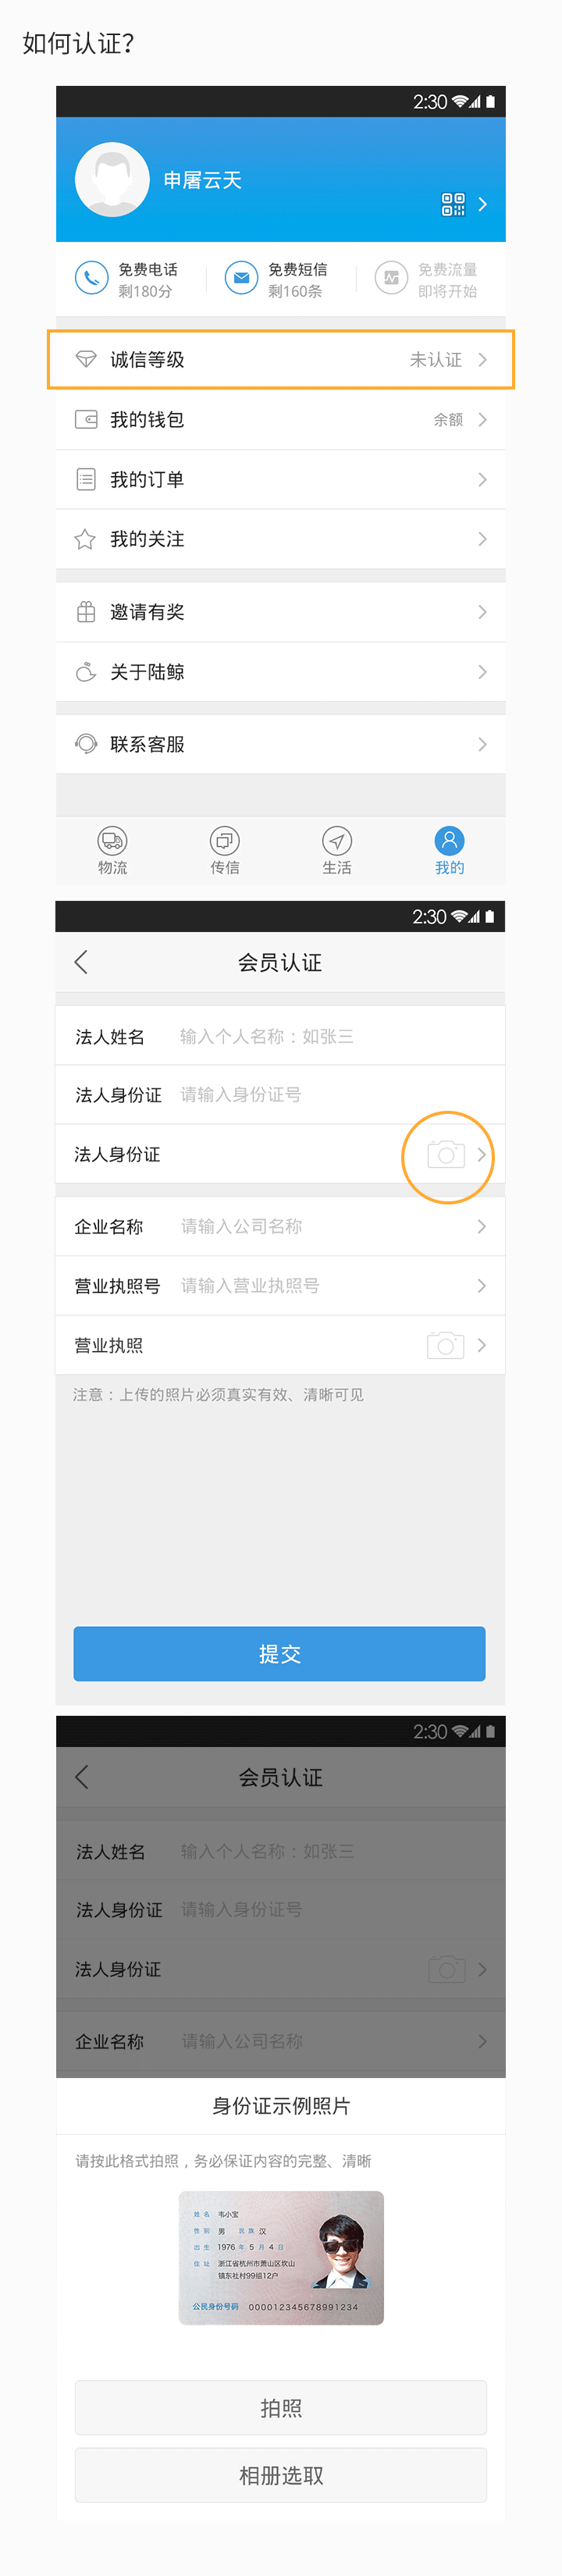 如何认证?
2:30
申屠云天
免费电话
剩180分
免费短信
剩160条
免费流量
即将开始
诚信等级 未认证
我的钱包 余额
我的订单
我的关注
邀请有奖
关于陆鲸
联系客服
物流 传信 生活 我的
2:30
会员认证
法人姓名 输入个人名称：如张三
法人身份证 请输入身份证号
法人身份证
企业名称 请输入公司名称
营业执照号 请输入营业执照号
营业执照
注意：上传的照片必须真实有效、清晰可见
提交
2:30
会员认证
法人姓名 输入个人名称：如张三
法人身份证 请输入身份证号
法人身份证
企业名称 请输入公司名称
身份证示例照片
请按此格式拍照，务必保证内容的完整、清晰
姓名 韦小宝
性别 男 民族 汉
出生 1976 年 5 月 4 日
住址 浙江省杭州市萧山区坎山
镇东社村99组12户
公民身份号码 000012345678991234
拍照
相册选取